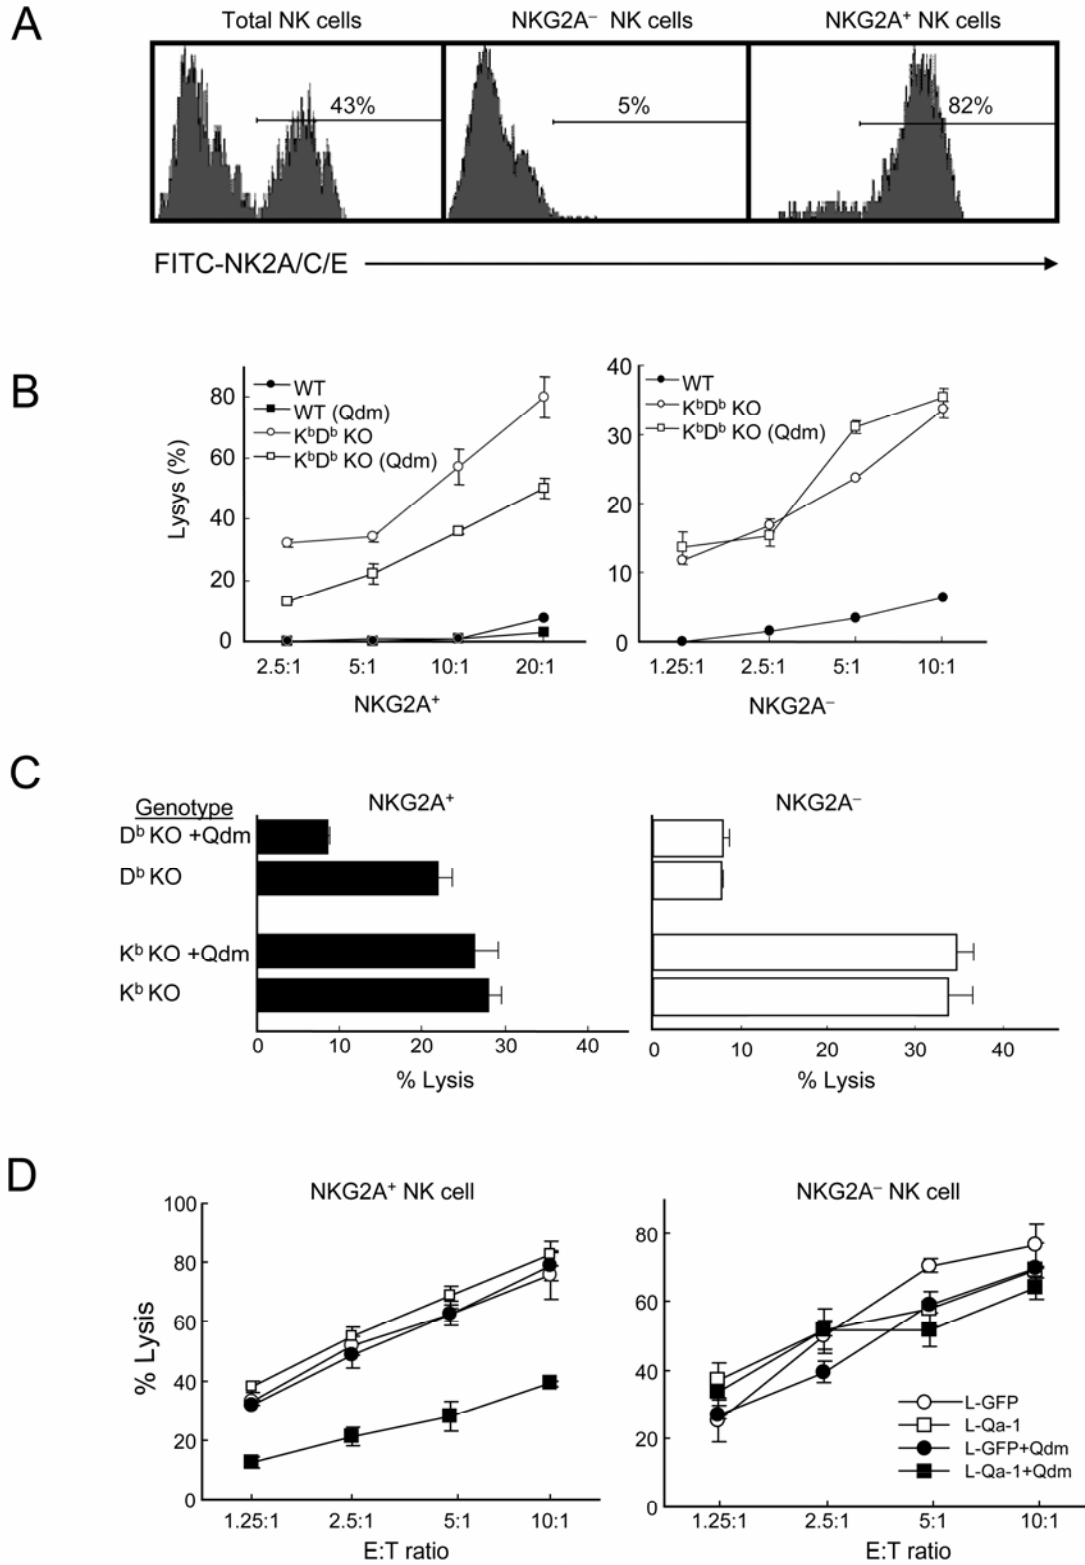 A
Total NK cells
NKG2A⁻ NK cells
NKG2A⁺ NK cells
43%
5%
82%
FITC-NK2A/C/E
B
80
60
40
20
0
Lysys (%)
WT
WT (Qdm)
KᵇDᵇ KO
KᵇDᵇ KO (Qdm)
2.5:1
5:1
10:1
20:1
NKG2A⁺
40
30
20
10
0
WT
KᵇDᵇ KO
KᵇDᵇ KO (Qdm)
1.25:1
2.5:1
5:1
10:1
NKG2A⁻
C
Genotype
NKG2A⁺
NKG2A⁻
Dᵇ KO +Qdm
Dᵇ KO
Kᵇ KO +Qdm
Kᵇ KO
0 10 20 30 40
% Lysis
0 10 20 30 40
% Lysis
D
NKG2A⁺ NK cell
100
80
60
40
20
0
% Lysis
1.25:1
2.5:1
5:1
10:1
E:T ratio
NKG2A⁻ NK cell
80
60
40
20
0
L-GFP
L-Qa-1
L-GFP+Qdm
L-Qa-1+Qdm
1.25:1
2.5:1
5:1
10:1
E:T ratio